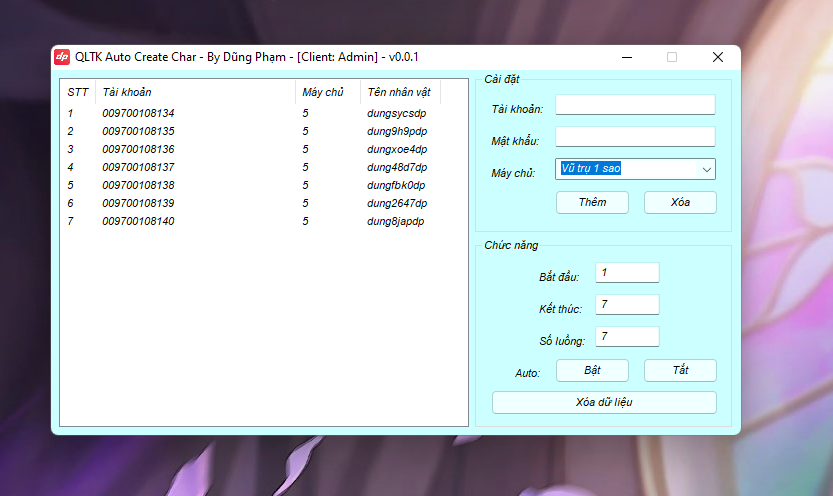 dp QLTK Auto Create Char - By Dũng Phạm - [Client: Admin] - v0.0.1
STT Tài khoản Máy chủ Tên nhân vật
1 009700108134 5 dungsycsdp
2 009700108135 5 dung9h9pdp
3 009700108136 5 dungxoe4dp
4 009700108137 5 dung48d7dp
5 009700108138 5 dungfbk0dp
6 009700108139 5 dung2647dp
7 009700108140 5 dung8japdp
Cài đặt
Tài khoản:
Mật khẩu:
Máy chủ: Vũ trụ 1 sao
Thêm Xóa
Chức năng
Bắt đầu: 1
Kết thúc: 7
Số luồng: 7
Auto: Bật Tắt
Xóa dữ liệu